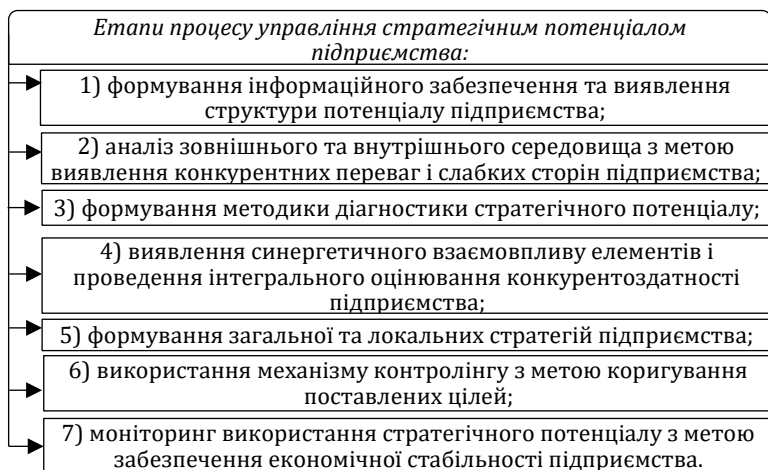 Етапи процесу управління стратегічним потенціалом
підприємства:
1) формування інформаційного забезпечення та виявлення
структури потенціалу підприємства;
2) аналіз зовнішнього та внутрішнього середовища з метою
виявлення конкурентних переваг і слабких сторін підприємства;
3) формування методики діагностики стратегічного потенціалу;
4) виявлення синергетичного взаємовпливу елементів і
проведення інтегрального оцінювання конкурентоздатності
підприємства;
5) формування загальної та локальних стратегій підприємства;
6) використання механізму контролінгу з метою коригування
поставлених цілей;
7) моніторинг використання стратегічного потенціалу з метою
забезпечення економічної стабільності підприємства.